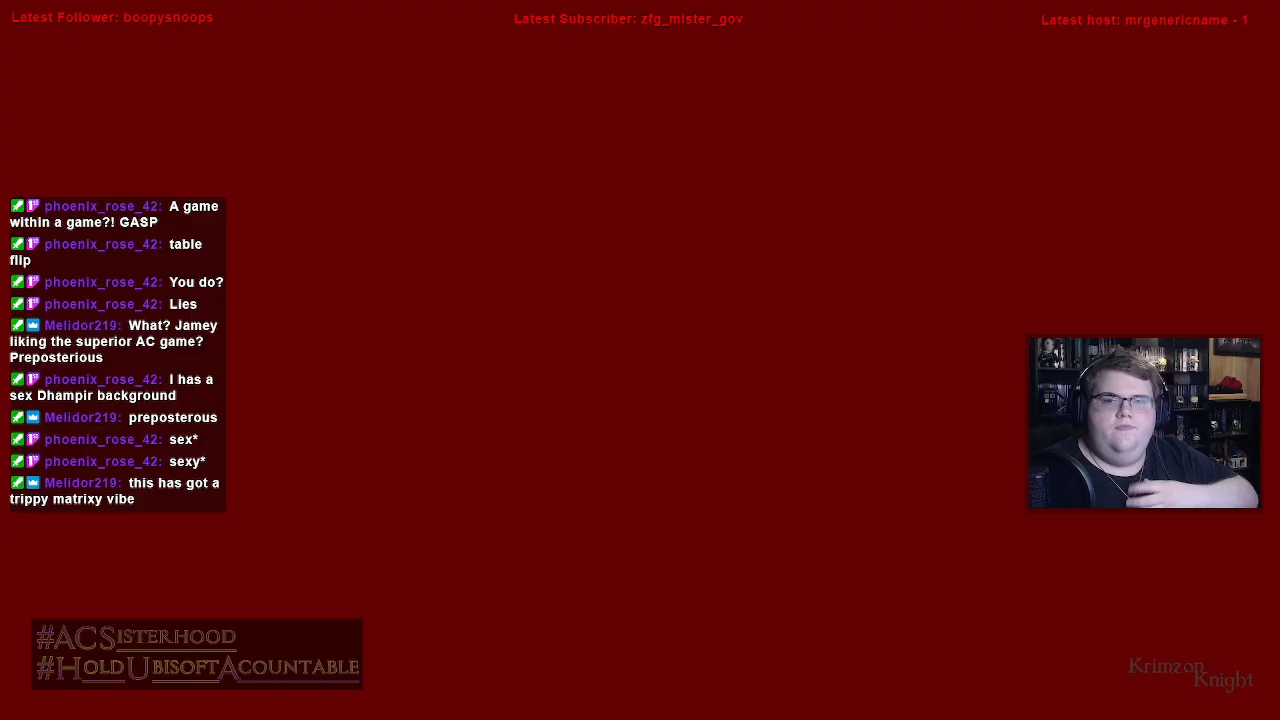 Latest Follower: boopysnoops
Latest Subscriber: zfg_mister_gov
Latest host: mrgenericname - 1
phoenix_rose_42: A game
within a game?! GASP
phoenix_rose_42: table
flip
phoenix_rose_42: You do?
phoenix_rose_42: Lies
Melidor219: What? Jamey
liking the superior AC game?
Preposterious
phoenix_rose_42: I has a
sex Dhampir background
Melidor219: preposterous
phoenix_rose_42: sex*
phoenix_rose_42: sexy*
Melidor219: this has got a
trippy matrixy vibe
#ACSisterhood
#HoldUbisoftAcountable
Krimzon
Knight